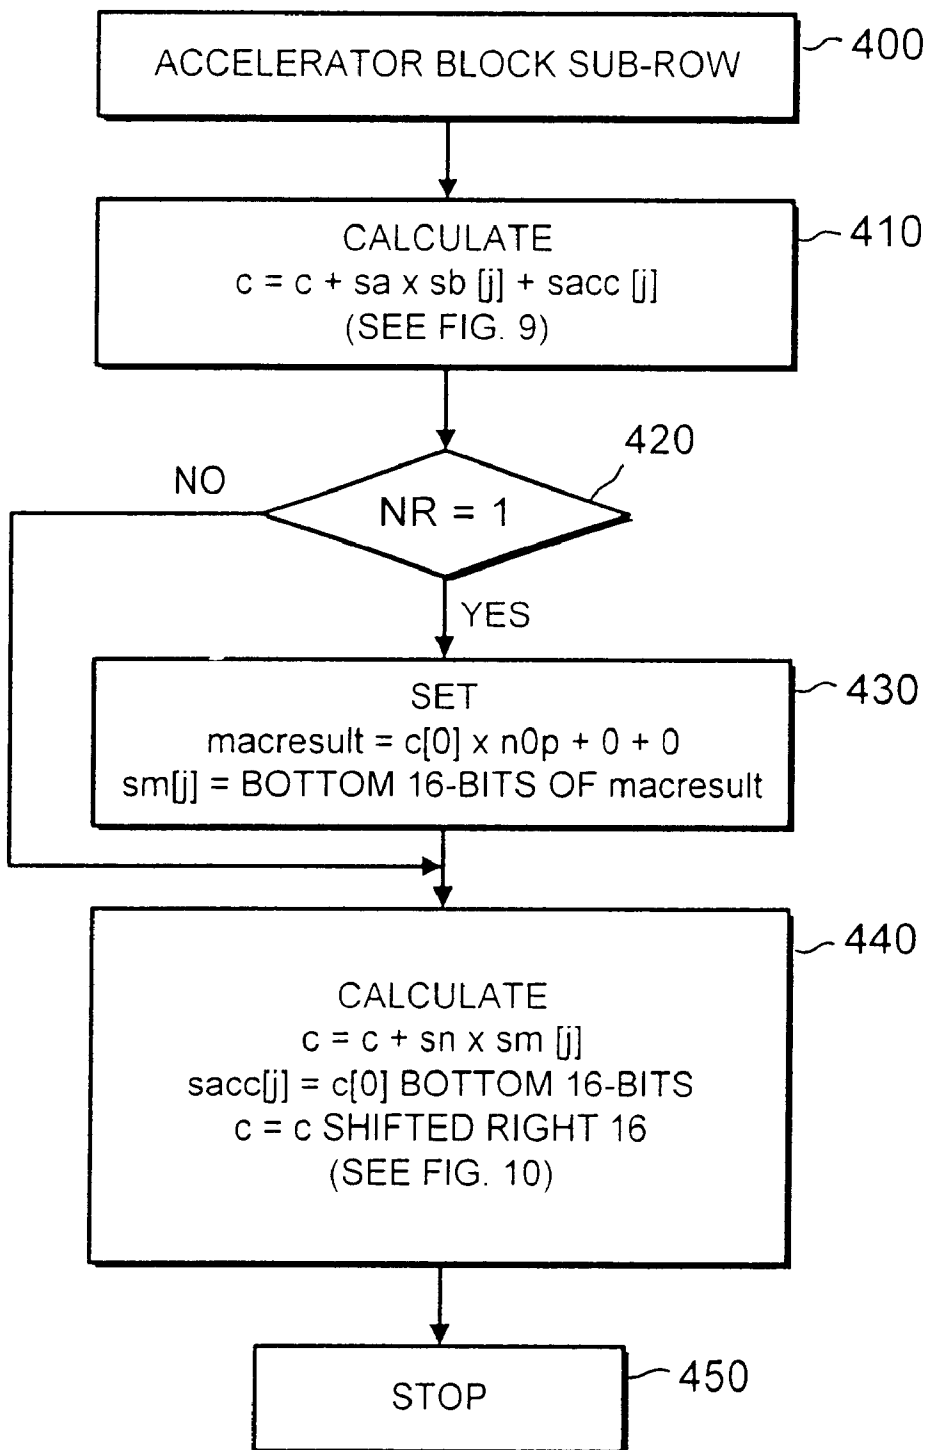 ACCELERATOR BLOCK SUB-ROW
400
CALCULATE
c = c + sa x sb [j] + sacc [j]
(SEE FIG. 9)
410
420
NO
NR = 1
YES
SET
macresult = c[0] x n0p + 0 + 0
sm[j] = BOTTOM 16-BITS OF macresult
430
CALCULATE
c = c + sn x sm [j]
sacc[j] = c[0] BOTTOM 16-BITS
c = c SHIFTED RIGHT 16
(SEE FIG. 10)
440
STOP
450